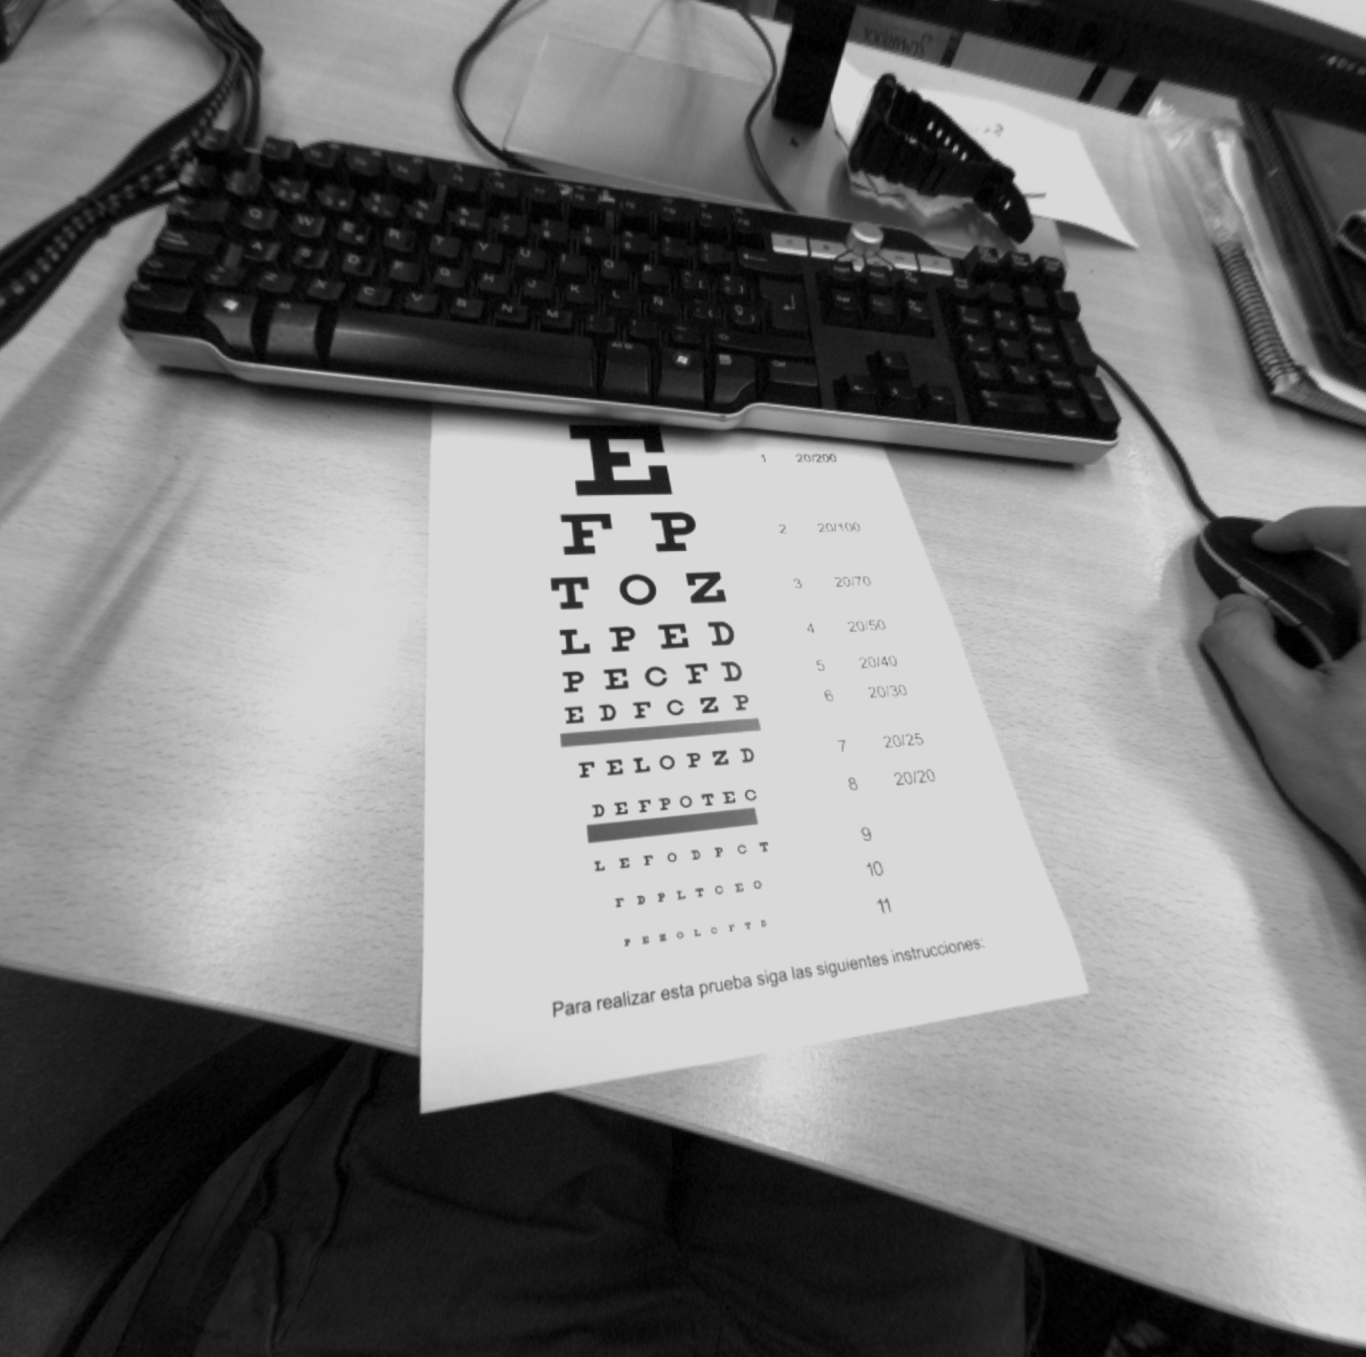 E 1 20/200
F P 2 20/100
T O Z 3 20/70
L P E D 4 20/50
P E C F D 5 20/40
E D F C Z P 6 20/30
F E L O P Z D 7 20/25
D E F P O T E C 8 20/20
L E F O D P C T 9
F D P L T C E O 10
P E Z O L C F T D 11
Para realizar esta prueba siga las siguientes instrucciones: